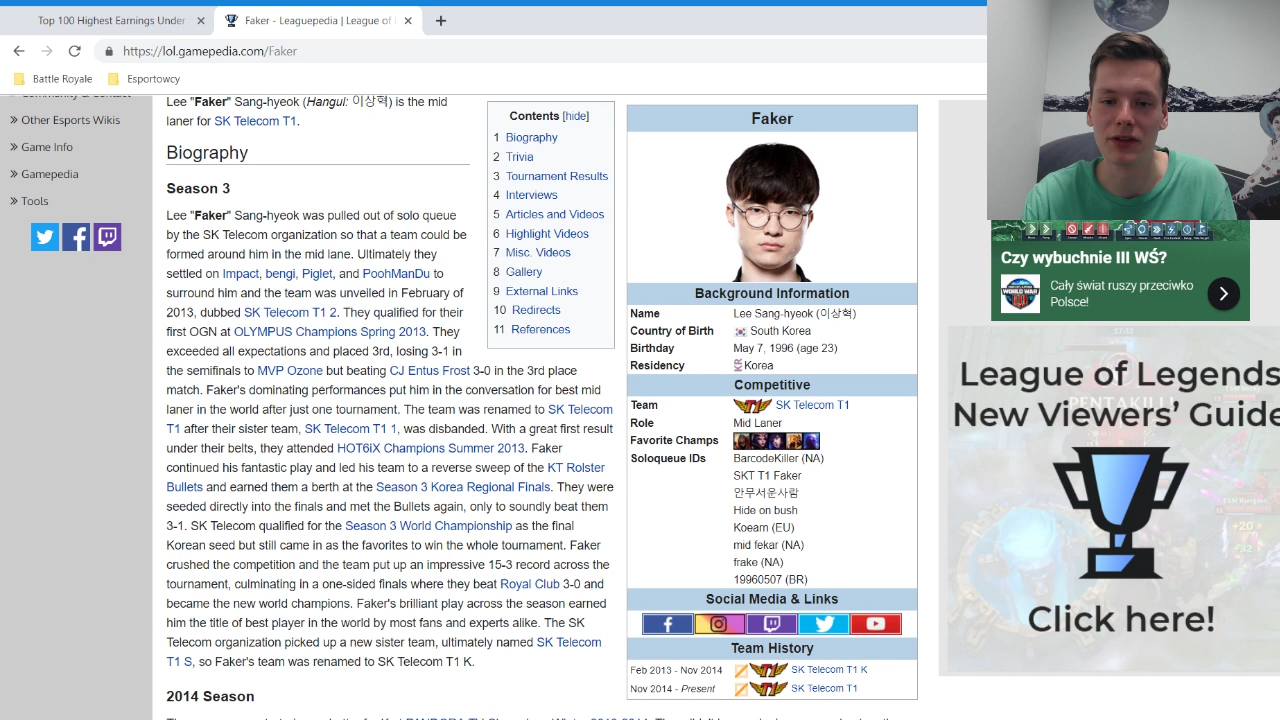 Top 100 Highest Earnings Under
Faker - Leaguepedia | League of
https://lol.gamepedia.com/Faker
Battle Royale
Esportowcy
Other Esports Wikis
Game Info
Gamepedia
Tools
Lee "Faker" Sang-hyeok (Hangul: 이상혁) is the mid
laner for SK Telecom T1.
Biography
Season 3
Lee "Faker" Sang-hyeok was pulled out of solo queue
by the SK Telecom organization so that a team could be
formed around him in the mid lane. Ultimately they
settled on Impact, bengi, Piglet, and PoohManDu to
surround him and the team was unveiled in February of
2013, dubbed SK Telecom T1 2. They qualified for their
first OGN at OLYMPUS Champions Spring 2013. They
exceeded all expectations and placed 3rd, losing 3-1 in
the semifinals to MVP Ozone but beating CJ Entus Frost 3-0 in the 3rd place
match. Faker's dominating performances put him in the conversation for best mid
laner in the world after just one tournament. The team was renamed to SK Telecom
T1 after their sister team, SK Telecom T1 1, was disbanded. With a great first result
under their belts, they attended HOT6iX Champions Summer 2013. Faker
continued his fantastic play and led his team to a reverse sweep of the KT Rolster
Bullets and earned them a berth at the Season 3 Korea Regional Finals. They were
seeded directly into the finals and met the Bullets again, only to soundly beat them
3-1. SK Telecom qualified for the Season 3 World Championship as the final
Korean seed but still came in as the favorites to win the whole tournament. Faker
crushed the competition and the team put up an impressive 15-3 record across the
tournament, culminating in a one-sided finals where they beat Royal Club 3-0 and
became the new world champions. Faker's brilliant play across the season earned
him the title of best player in the world by most fans and experts alike. The SK
Telecom organization picked up a new sister team, ultimately named SK Telecom
T1 S, so Faker's team was renamed to SK Telecom T1 K.
2014 Season
Contents [hide]
1 Biography
2 Trivia
3 Tournament Results
4 Interviews
5 Articles and Videos
6 Highlight Videos
7 Misc. Videos
8 Gallery
9 External Links
10 Redirects
11 References
Faker
Background Information
Name Lee Sang-hyeok (이상혁)
Country of Birth South Korea
Birthday May 7, 1996 (age 23)
Residency KR Korea
Competitive
Team T1 SK Telecom T1
Role Mid Laner
Favorite Champs
Soloqueue IDs BarcodeKiller (NA)
SKT T1 Faker
안무서운사람
Hide on bush
Koearn (EU)
mid fekar (NA)
frake (NA)
19960507 (BR)
Social Media & Links
Team History
Feb 2013 - Nov 2014 T1 SK Telecom T1 K
Nov 2014 - Present T1 SK Telecom T1
Czy wybuchnie III WŚ?
Cały świat ruszy przeciwko
Polsce!
PENTAKILL
League of Legends
New Viewers' Guide
+20
Click here!